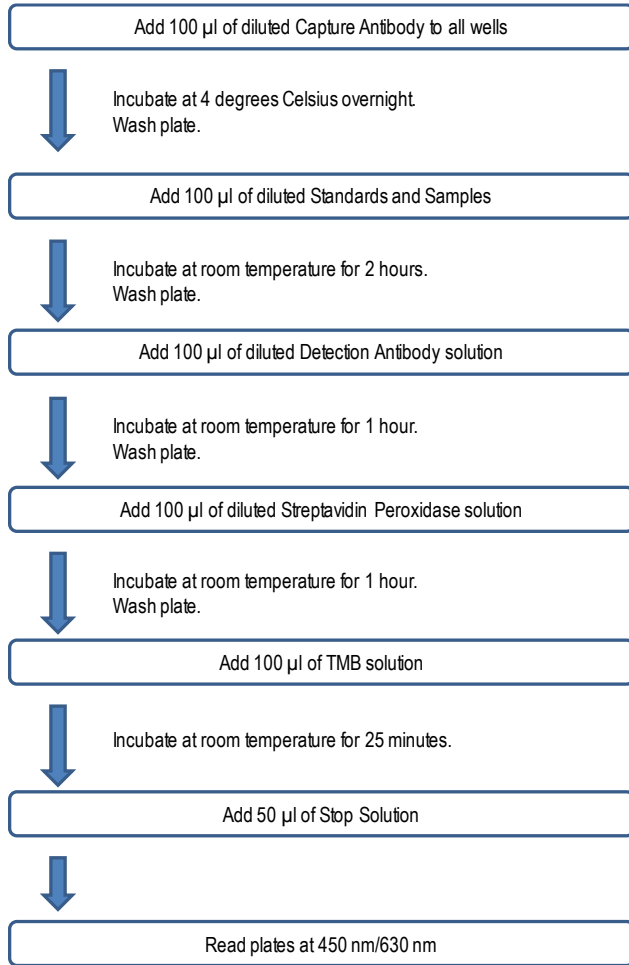 Add 100 µl of diluted Capture Antibody to all wells
Incubate at 4 degrees Celsius overnight.
Wash plate.
Add 100 µl of diluted Standards and Samples
Incubate at room temperature for 2 hours.
Wash plate.
Add 100 µl of diluted Detection Antibody solution
Incubate at room temperature for 1 hour.
Wash plate.
Add 100 µl of diluted Streptavidin Peroxidase solution
Incubate at room temperature for 1 hour.
Wash plate.
Add 100 µl of TMB solution
Incubate at room temperature for 25 minutes.
Add 50 µl of Stop Solution
Read plates at 450 nm/630 nm